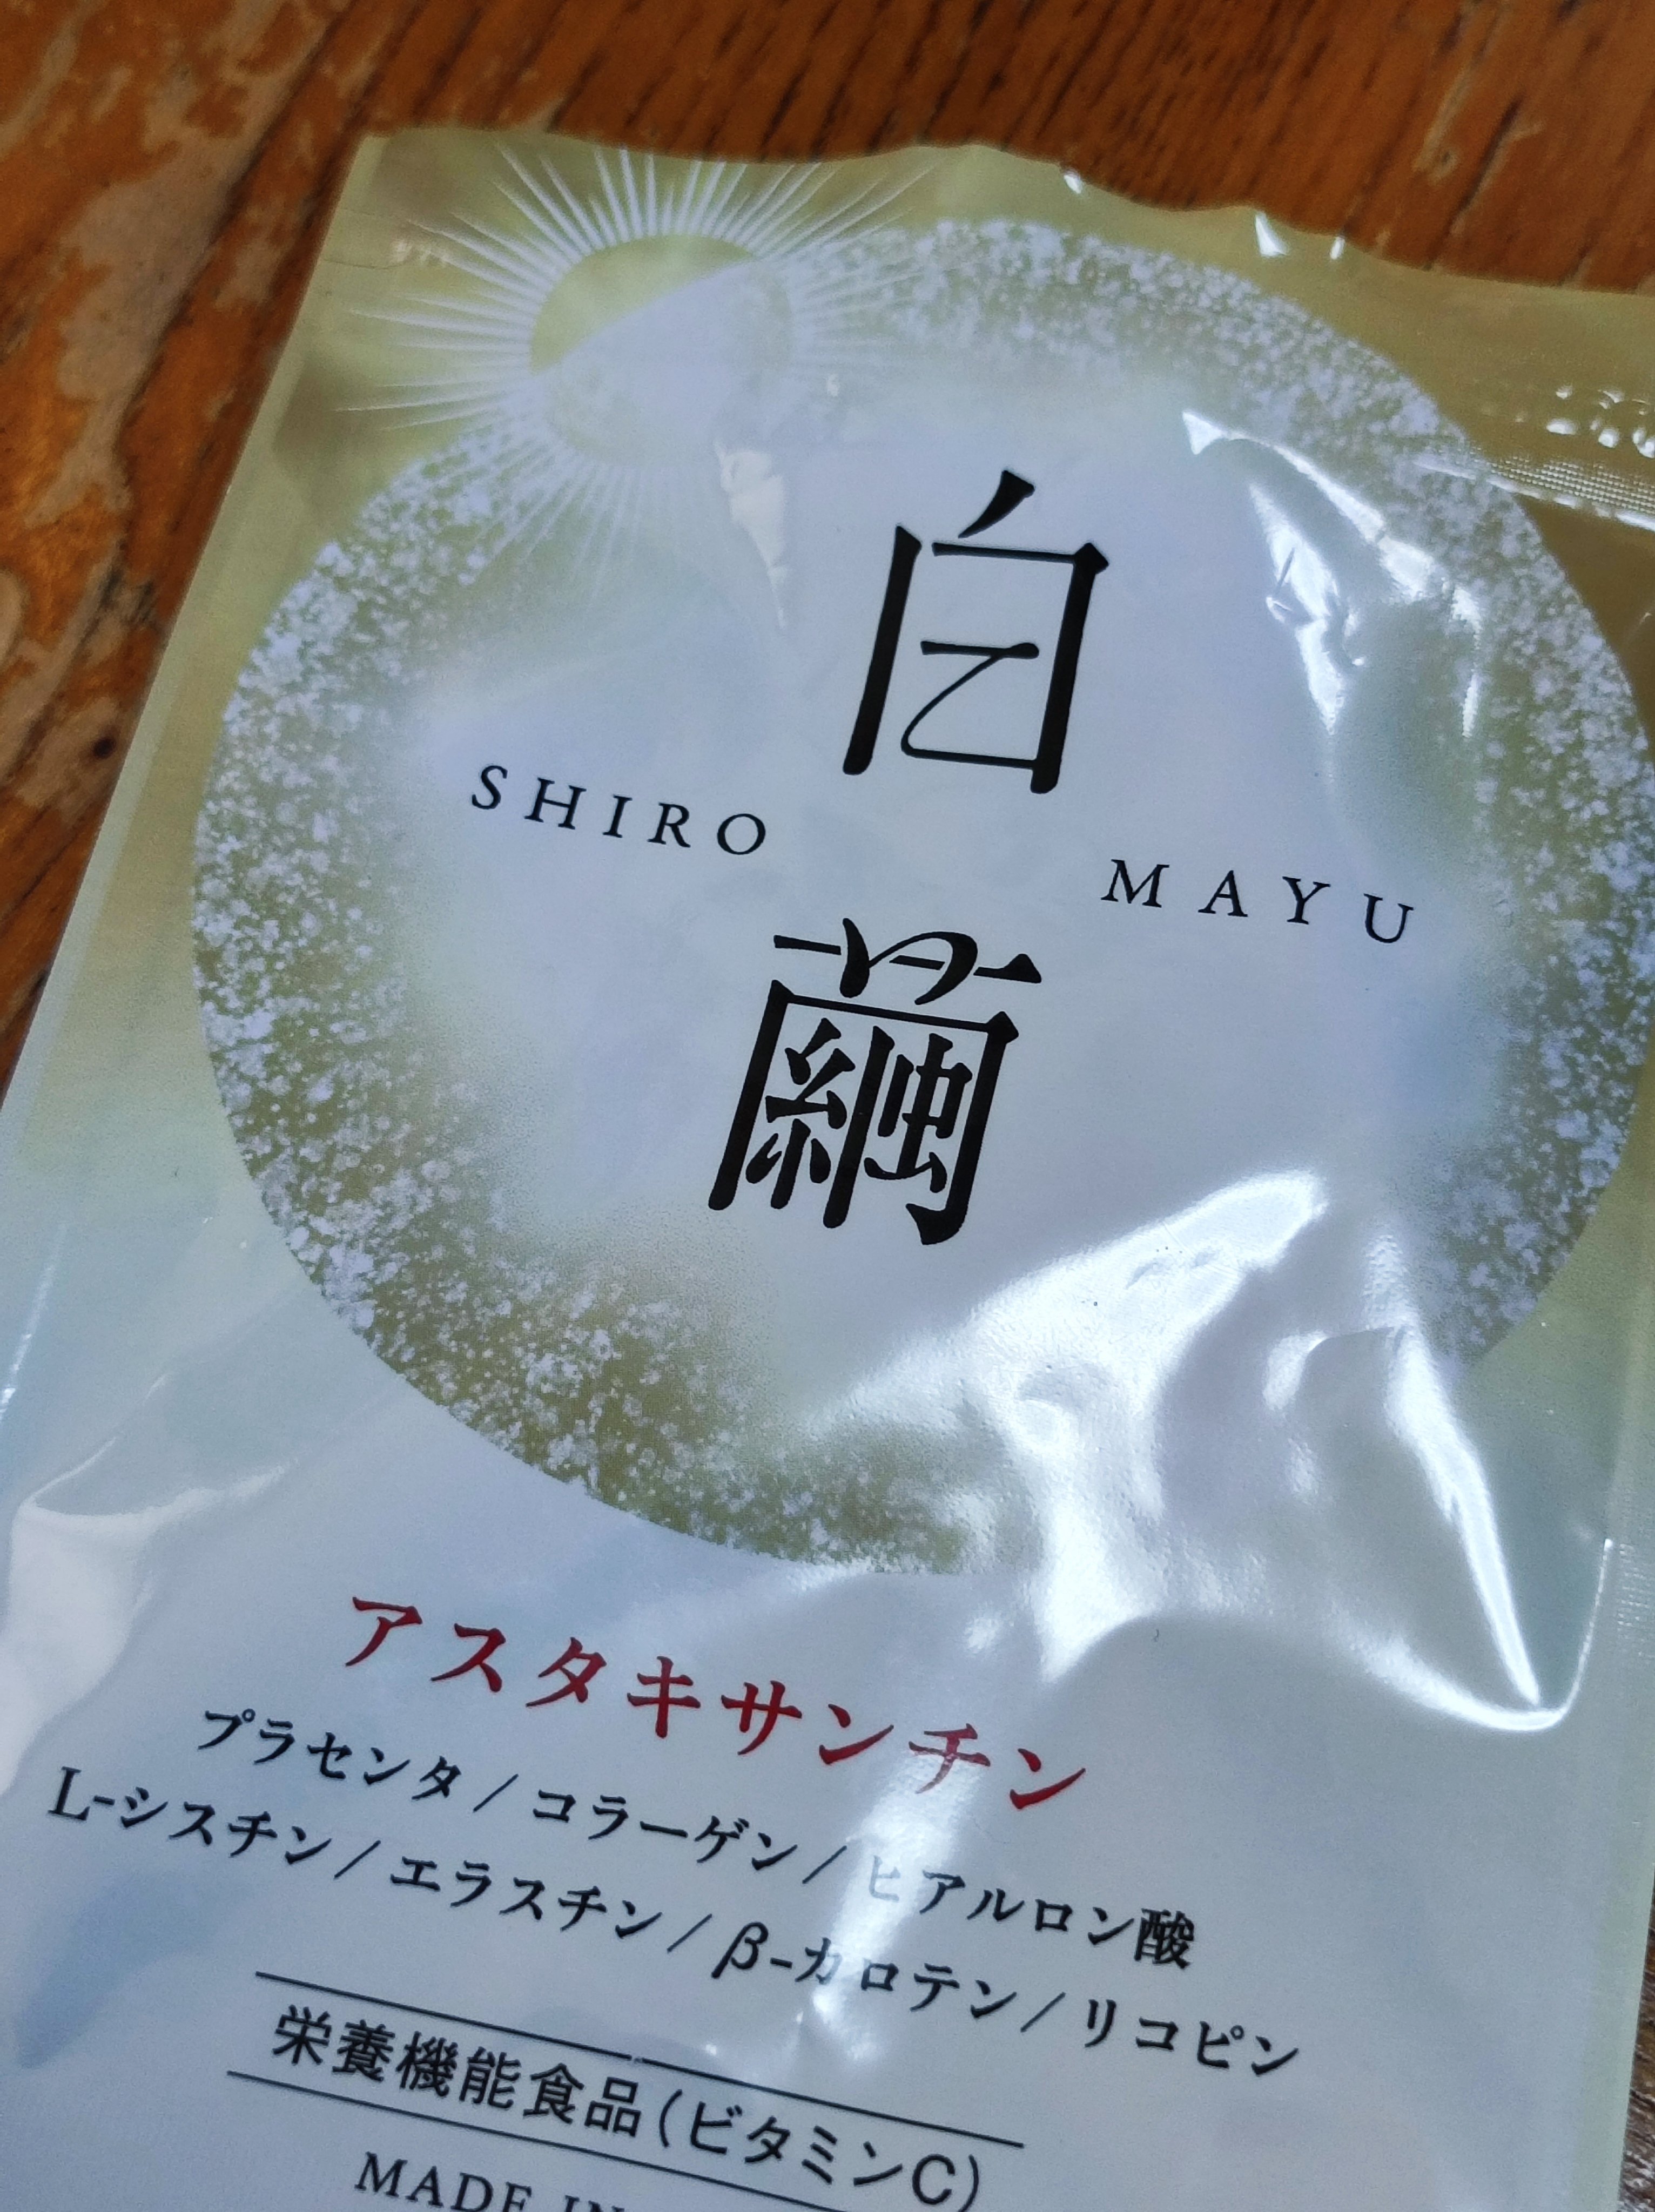 白
SHIRO MAYU
繭
アスタキサンチン
プラセンタ/コラーゲン/ヒアルロン酸
L-シスチン/エラスチン/β-カロテン/リコピン
栄養機能食品(ビタミンC)
MADE IN